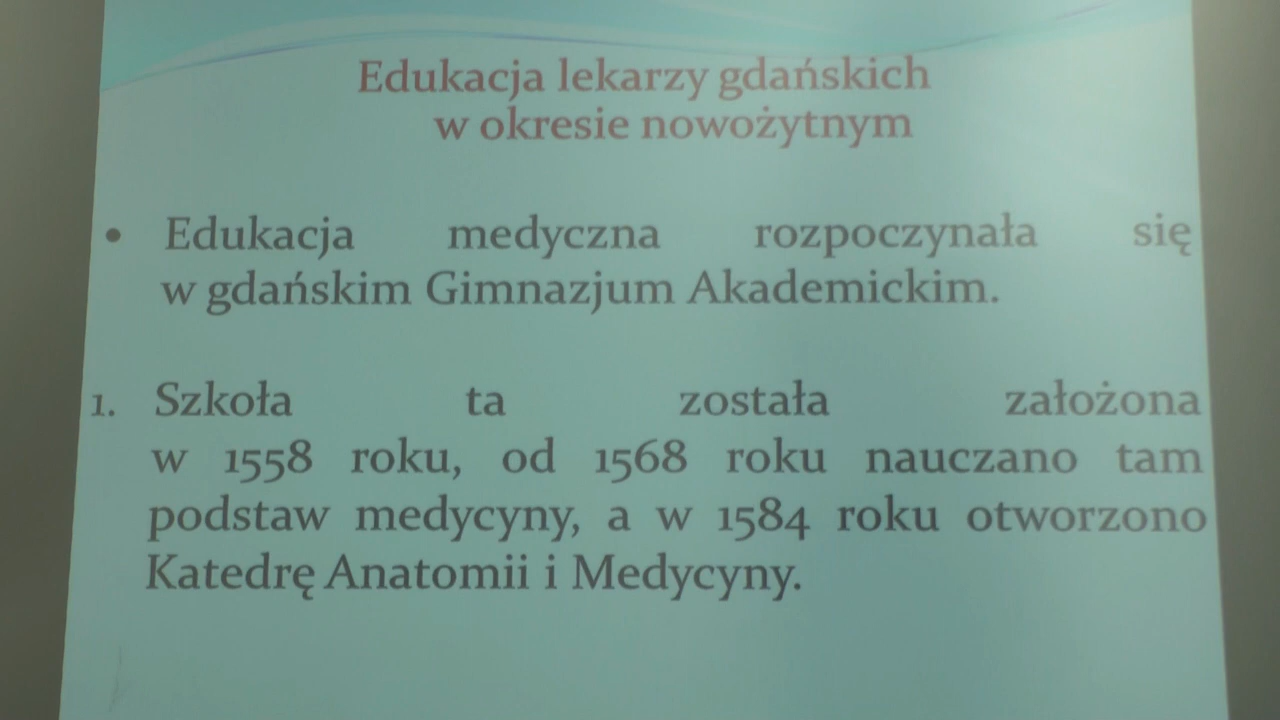 Edukacja lekarzy gdańskich
w okresie nowożytnym
• Edukacja medyczna rozpoczynała się
w gdańskim Gimnazjum Akademickim.
1. Szkoła ta została założona
w 1558 roku, od 1568 roku nauczano tam
podstaw medycyny, a w 1584 roku otworzono
Katedrę Anatomii i Medycyny.